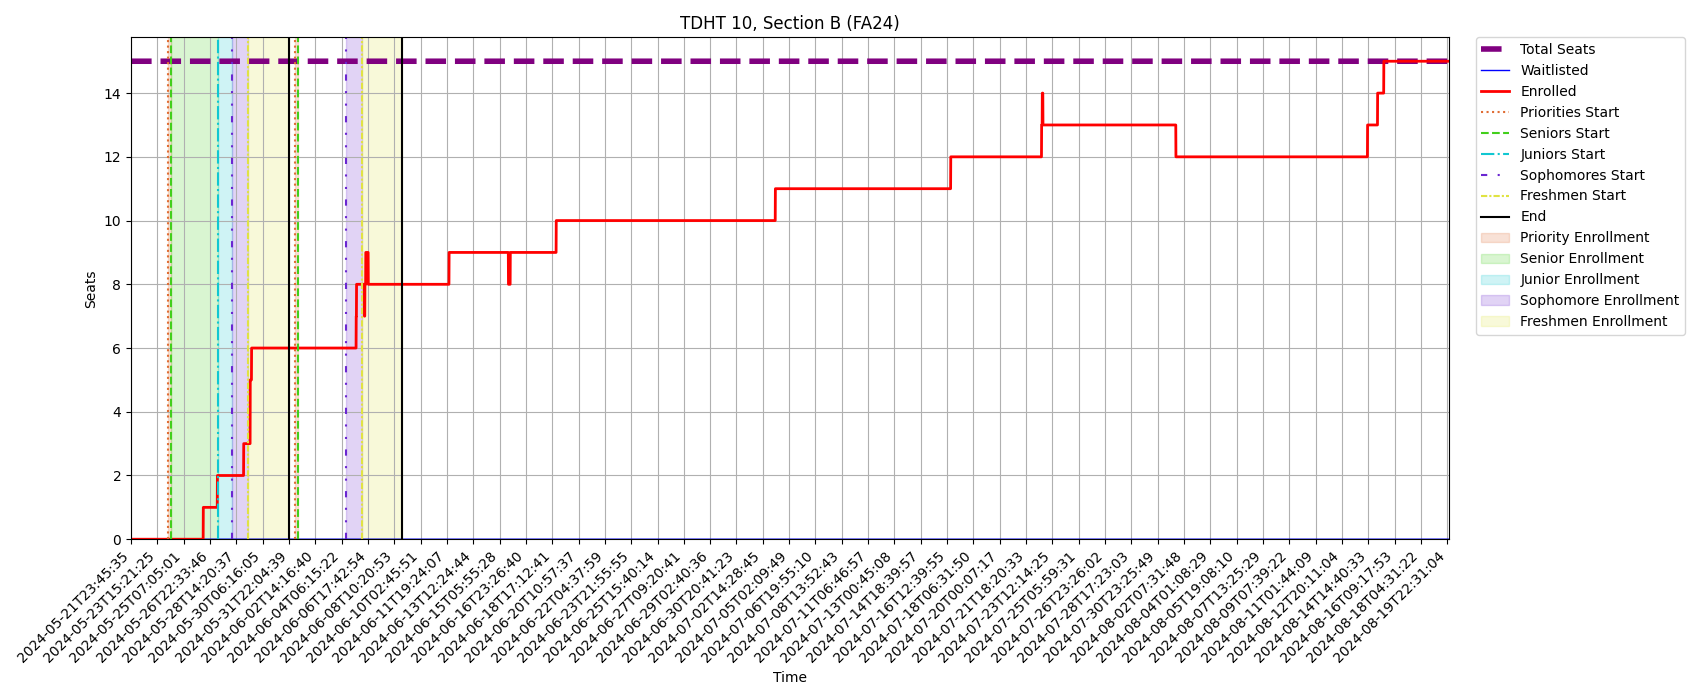 TDHT 10, Section B (FA24)
Total Seats
Waitlisted
Enrolled
Priorities Start
Seniors Start
Juniors Start
Sophomores Start
Freshmen Start
End
Priority Enrollment
Senior Enrollment
Junior Enrollment
Sophomore Enrollment
Freshmen Enrollment
Seats
14
12
10
8
6
4
2
0
2024-05-21T23:45:35
2024-05-23T15:21:25
2024-05-25T07:05:01
2024-05-26T22:33:46
2024-05-28T14:20:37
2024-05-30T06:16:05
2024-05-31T22:04:39
2024-06-02T14:16:40
2024-06-04T06:15:22
2024-06-06T17:42:54
2024-06-08T10:20:53
2024-06-10T02:45:51
2024-06-11T19:24:07
2024-06-13T12:24:44
2024-06-15T05:55:28
2024-06-16T23:26:40
2024-06-18T17:12:41
2024-06-20T10:57:37
2024-06-22T04:37:59
2024-06-23T21:55:55
2024-06-25T15:40:14
2024-06-27T09:20:41
2024-06-29T02:40:36
2024-06-30T20:41:23
2024-07-02T14:28:45
2024-07-05T02:09:49
2024-07-06T19:55:10
2024-07-08T13:52:43
2024-07-11T06:46:57
2024-07-13T00:45:08
2024-07-14T18:39:57
2024-07-16T12:39:55
2024-07-18T06:31:50
2024-07-20T00:07:17
2024-07-21T18:20:33
2024-07-23T12:14:25
2024-07-25T05:59:31
2024-07-26T23:26:02
2024-07-28T17:23:03
2024-07-30T23:25:49
2024-08-02T07:31:48
2024-08-04T01:08:29
2024-08-05T19:08:10
2024-08-07T13:25:29
2024-08-09T07:39:22
2024-08-11T01:44:09
2024-08-12T20:11:04
2024-08-14T14:40:33
2024-08-16T09:17:53
2024-08-18T04:31:22
2024-08-19T22:31:04
Time